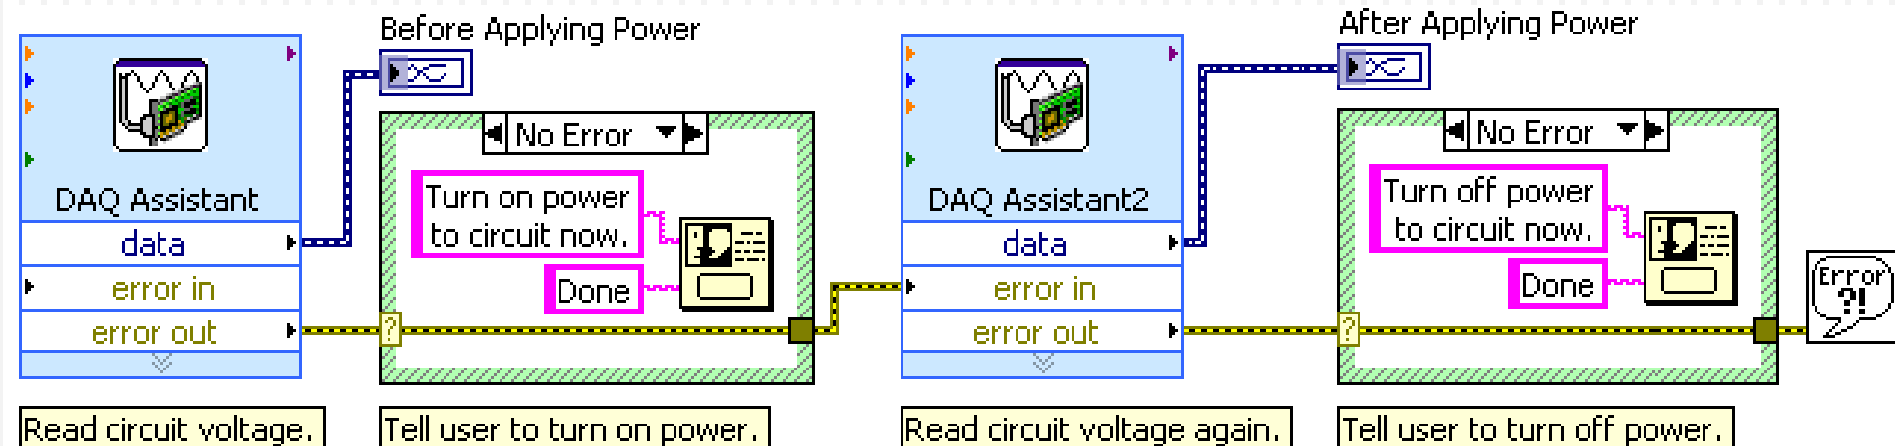 Before Applying Power
After Applying Power
No Error
No Error
Turn on power
to circuit now.
Turn off power
to circuit now.
DAQ Assistant
DAQ Assistant2
data
data
error in
Done
error in
Done
Error
?!
error out
?
error out
?
Read circuit voltage.
Tell user to turn on power.
Read circuit voltage again.
Tell user to turn off power.